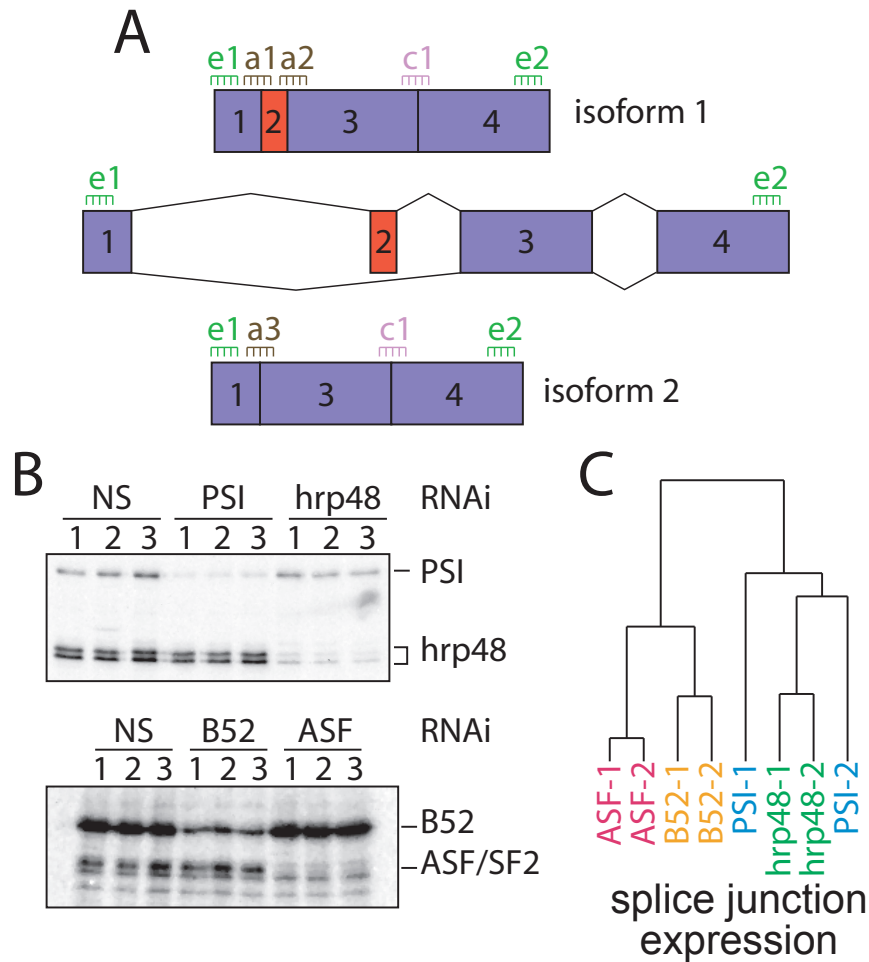 A
e1 a1 a2 c1 e2
1 2 3 4 isoform 1
e1 e2
1 2 3 4
e1 a3 c1 e2
1 3 4 isoform 2
B
NS PSI hrp48 RNAi
1 2 3 1 2 3 1 2 3
PSI
hrp48
NS B52 ASF RNAi
1 2 3 1 2 3 1 2 3
B52
ASF/SF2
C
ASF-1
ASF-2
B52-1
B52-2
PSI-1
hrp48-1
hrp48-2
PSI-2
splice junction
expression